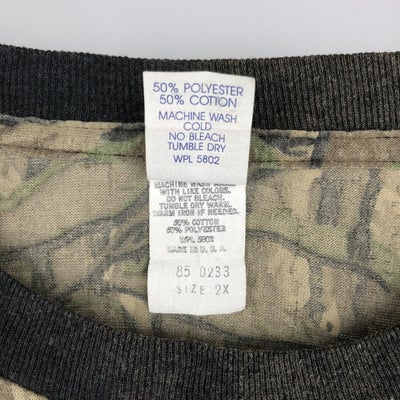 50% POLYESTER
50% COTTON
MACHINE WASH
COLD
NO BLEACH
TUMBLE DRY
WPL 5802
MACHINE WASH WARM
WITH LIKE COLORS.
DO NOT BLEACH.
TUMBLE DRY WARM.
WARM IRON IF NEEDED.
50% COTTON
50% POLYESTER
WPL 5802
MADE IN U.S.A.
85 0233
SIZE 2X